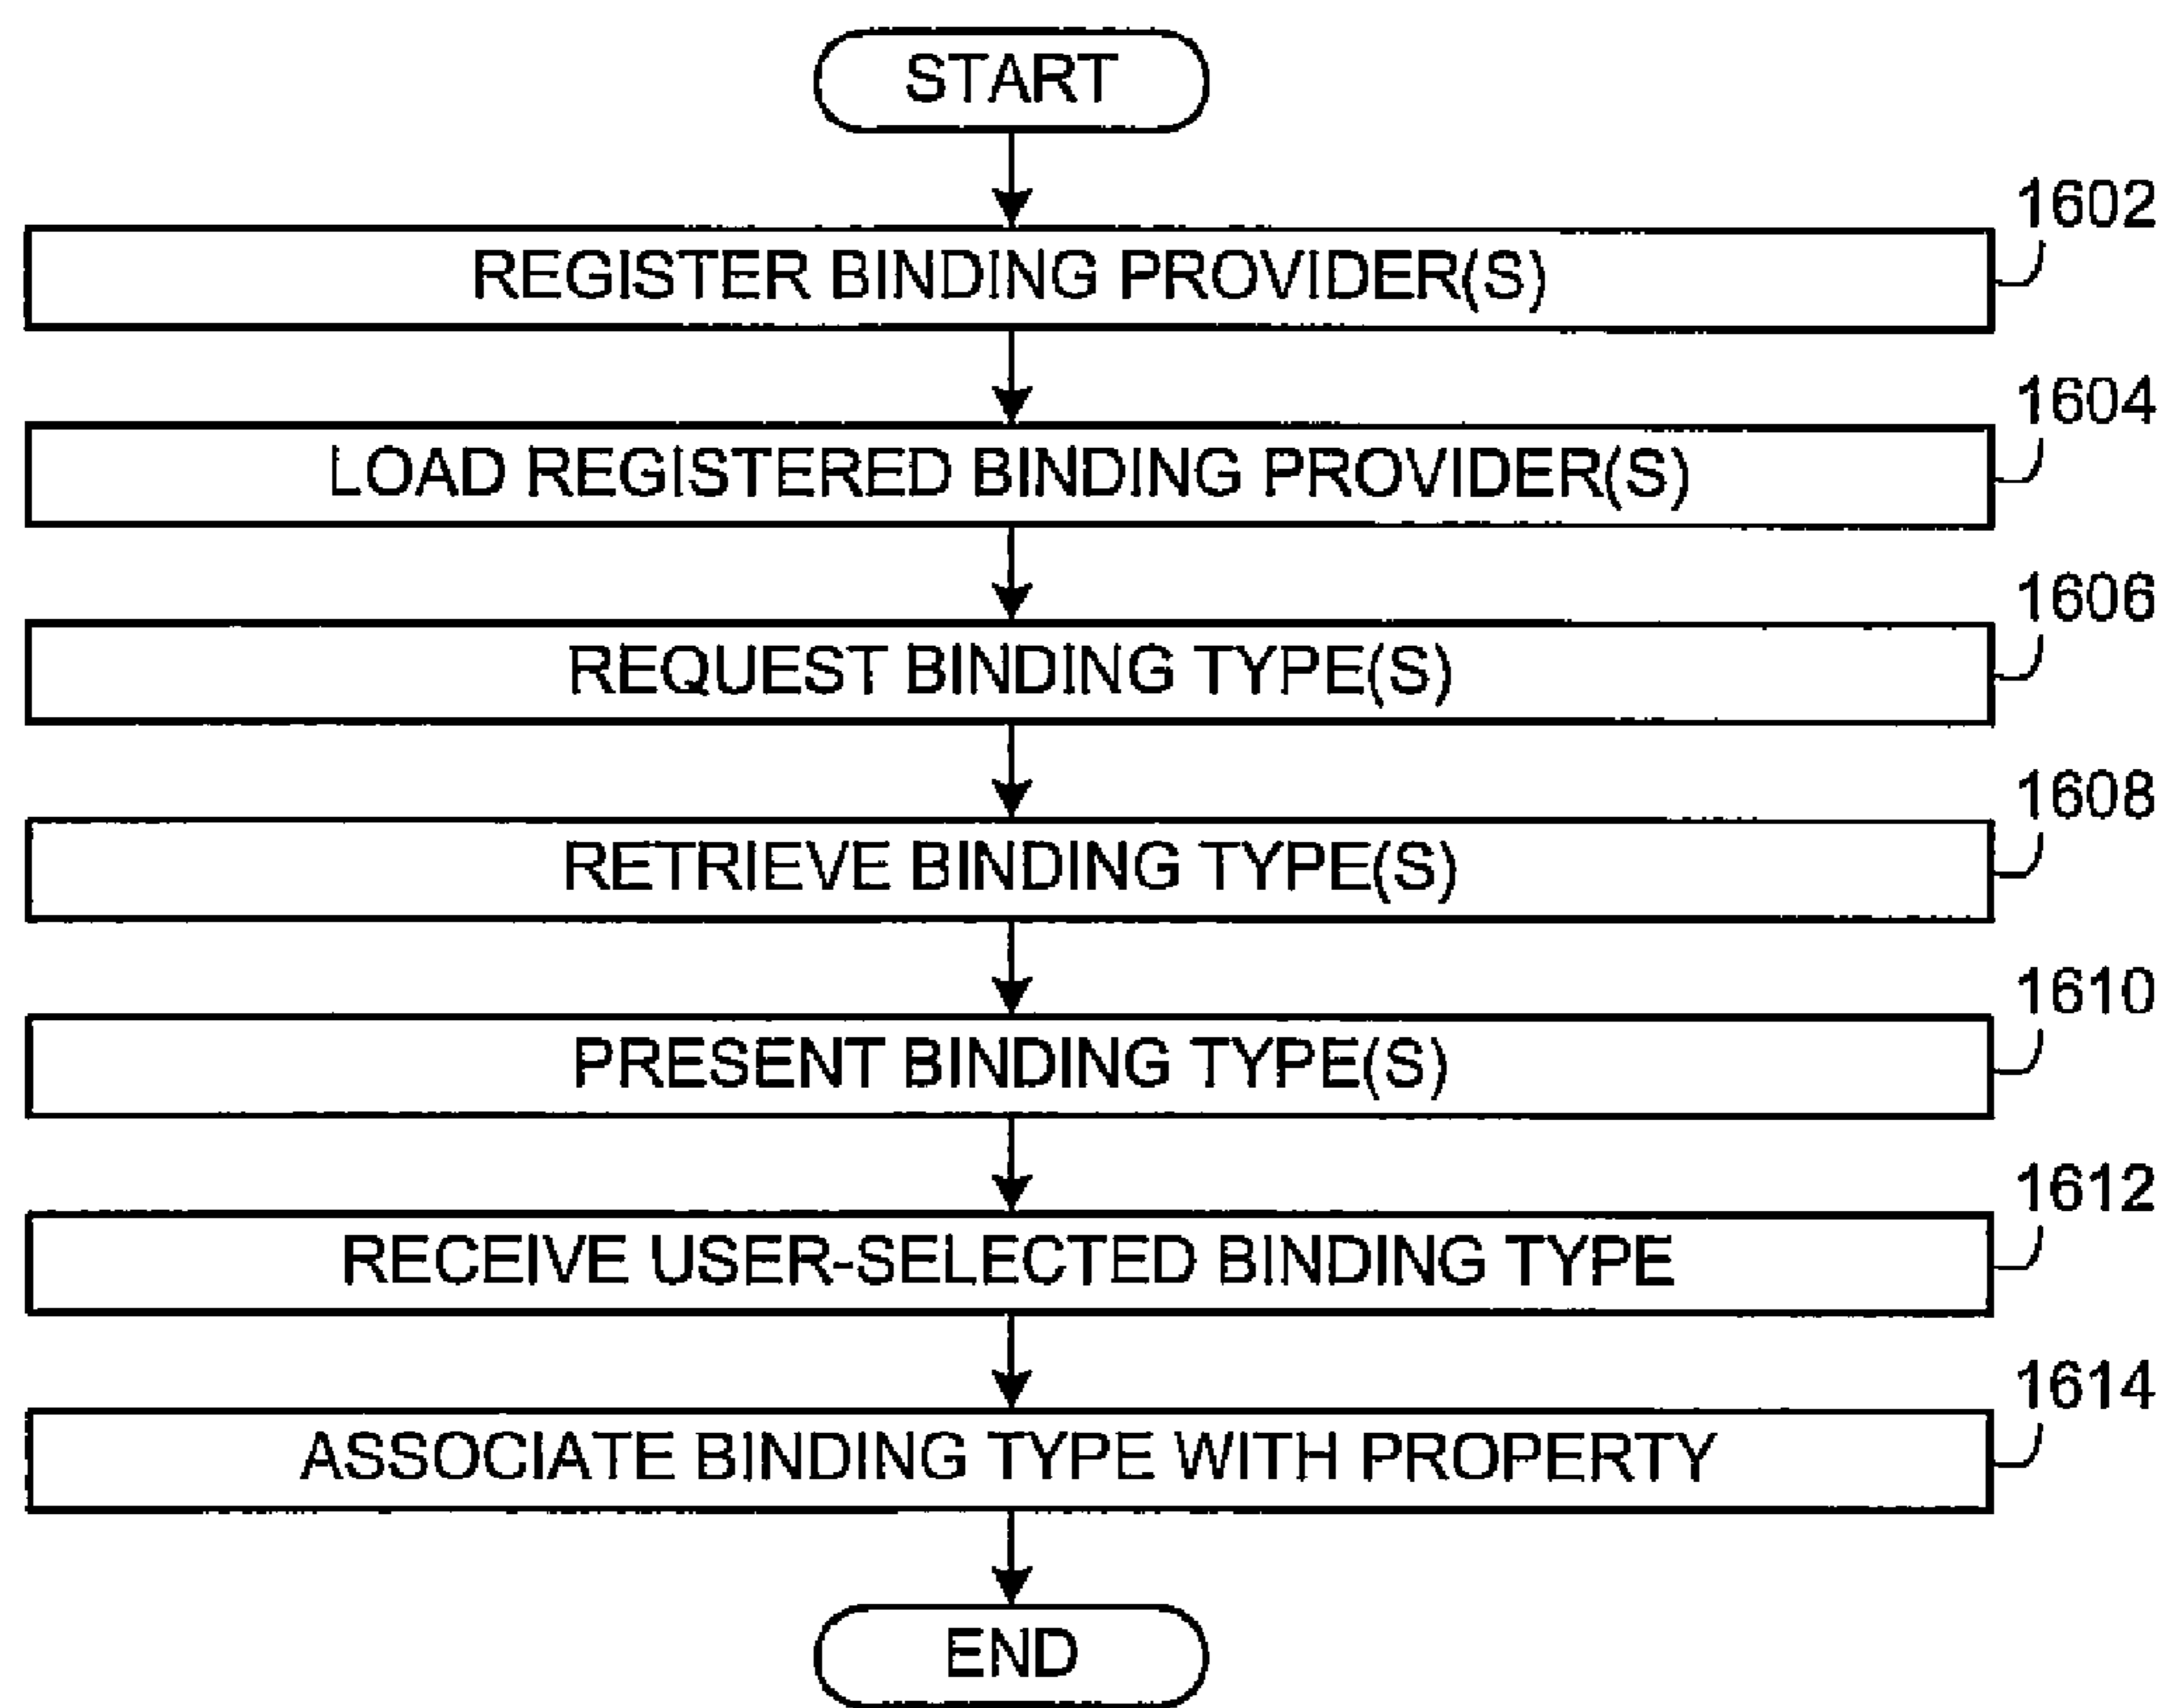 START
1602
REGISTER BINDING PROVIDER(S)
1604
LOAD REGISTERED BINDING PROVIDER(S)
1606
REQUEST BINDING TYPE(S)
1608
RETRIEVE BINDING TYPE(S)
1610
PRESENT BINDING TYPE(S)
1612
RECEIVE USER-SELECTED BINDING TYPE
1614
ASSOCIATE BINDING TYPE WITH PROPERTY
END